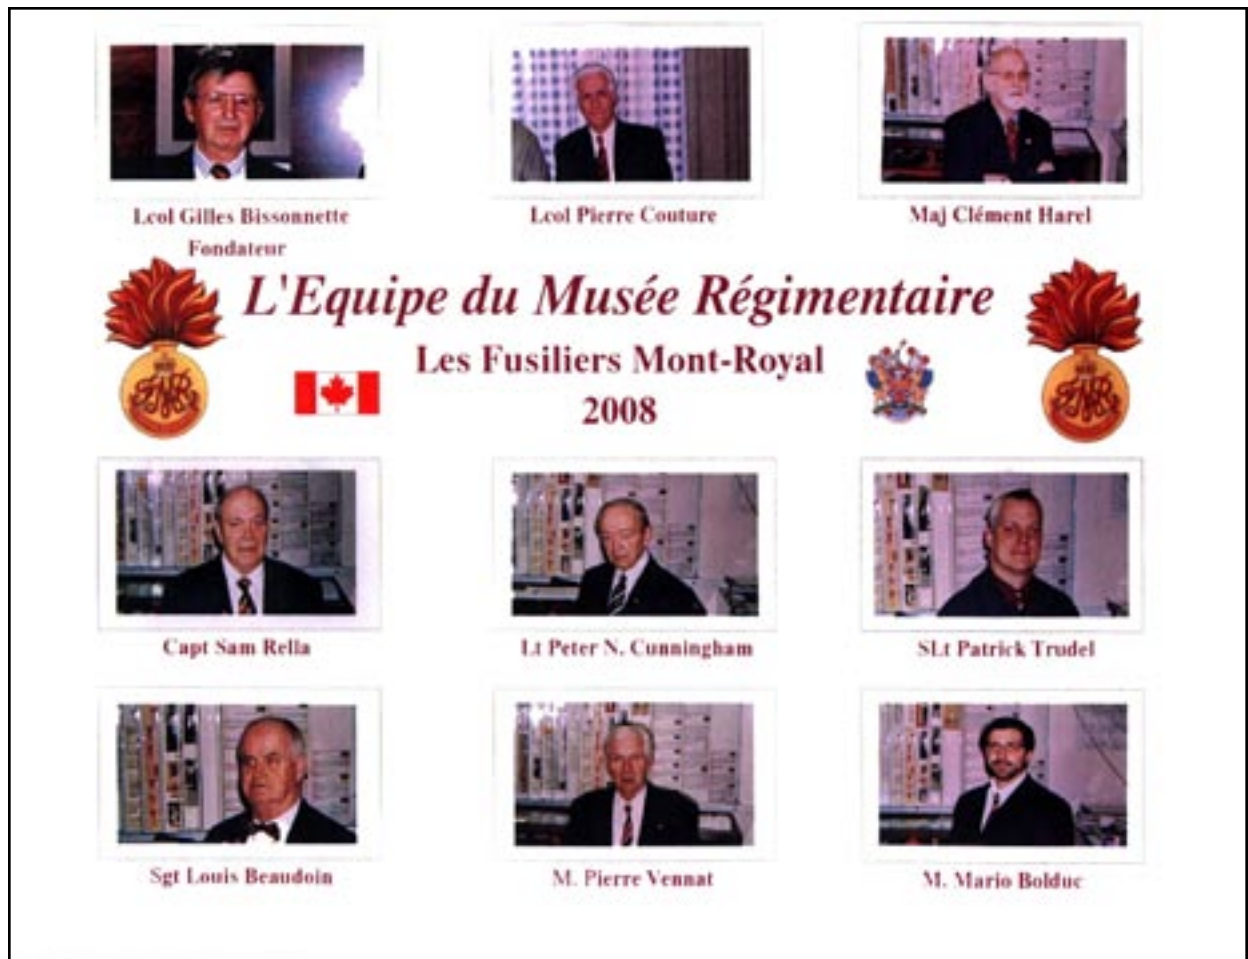 Lcol Gilles Bissonnette
Fondateur
Lcol Pierre Couture
Maj Clément Harel
L'Equipe du Musée Régimentaire
Les Fusiliers Mont-Royal
2008
Capt Sam Rella
Lt Peter N. Cunningham
SLt Patrick Trudel
Sgt Louis Beaudoin
M. Pierre Vennat
M. Mario Bolduc